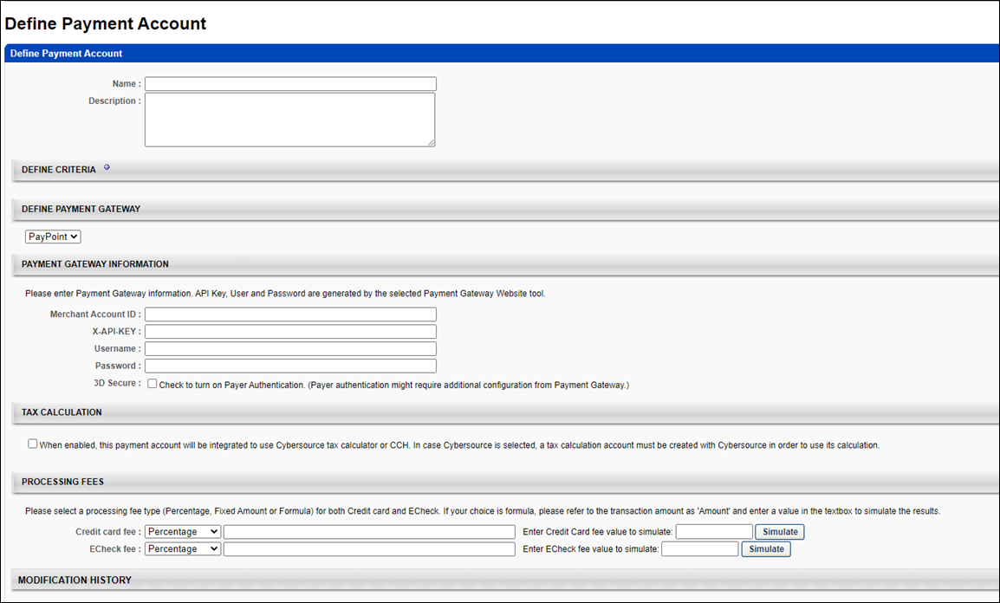 Define Payment Account
Define Payment Account
Name :
Description :
DEFINE CRITERIA
DEFINE PAYMENT GATEWAY
PayPoint
PAYMENT GATEWAY INFORMATION
Please enter Payment Gateway information. API Key, User and Password are generated by the selected Payment Gateway Website tool.
Merchant Account ID :
X-API-KEY :
Username :
Password :
3D Secure : Check to turn on Payer Authentication. (Payer authentication might require additional configuration from Payment Gateway.)
TAX CALCULATION
When enabled, this payment account will be integrated to use Cybersource tax calculator or CCH. In case Cybersource is selected, a tax calculation account must be created with Cybersource in order to use its calculation.
PROCESSING FEES
Please select a processing fee type (Percentage, Fixed Amount or Formula) for both Credit card and ECheck. If your choice is formula, please refer to the transaction amount as 'Amount' and enter a value in the textbox to simulate the results.
Credit card fee : Percentage Enter Credit Card fee value to simulate: Simulate
ECheck fee : Percentage Enter ECheck fee value to simulate: Simulate
MODIFICATION HISTORY